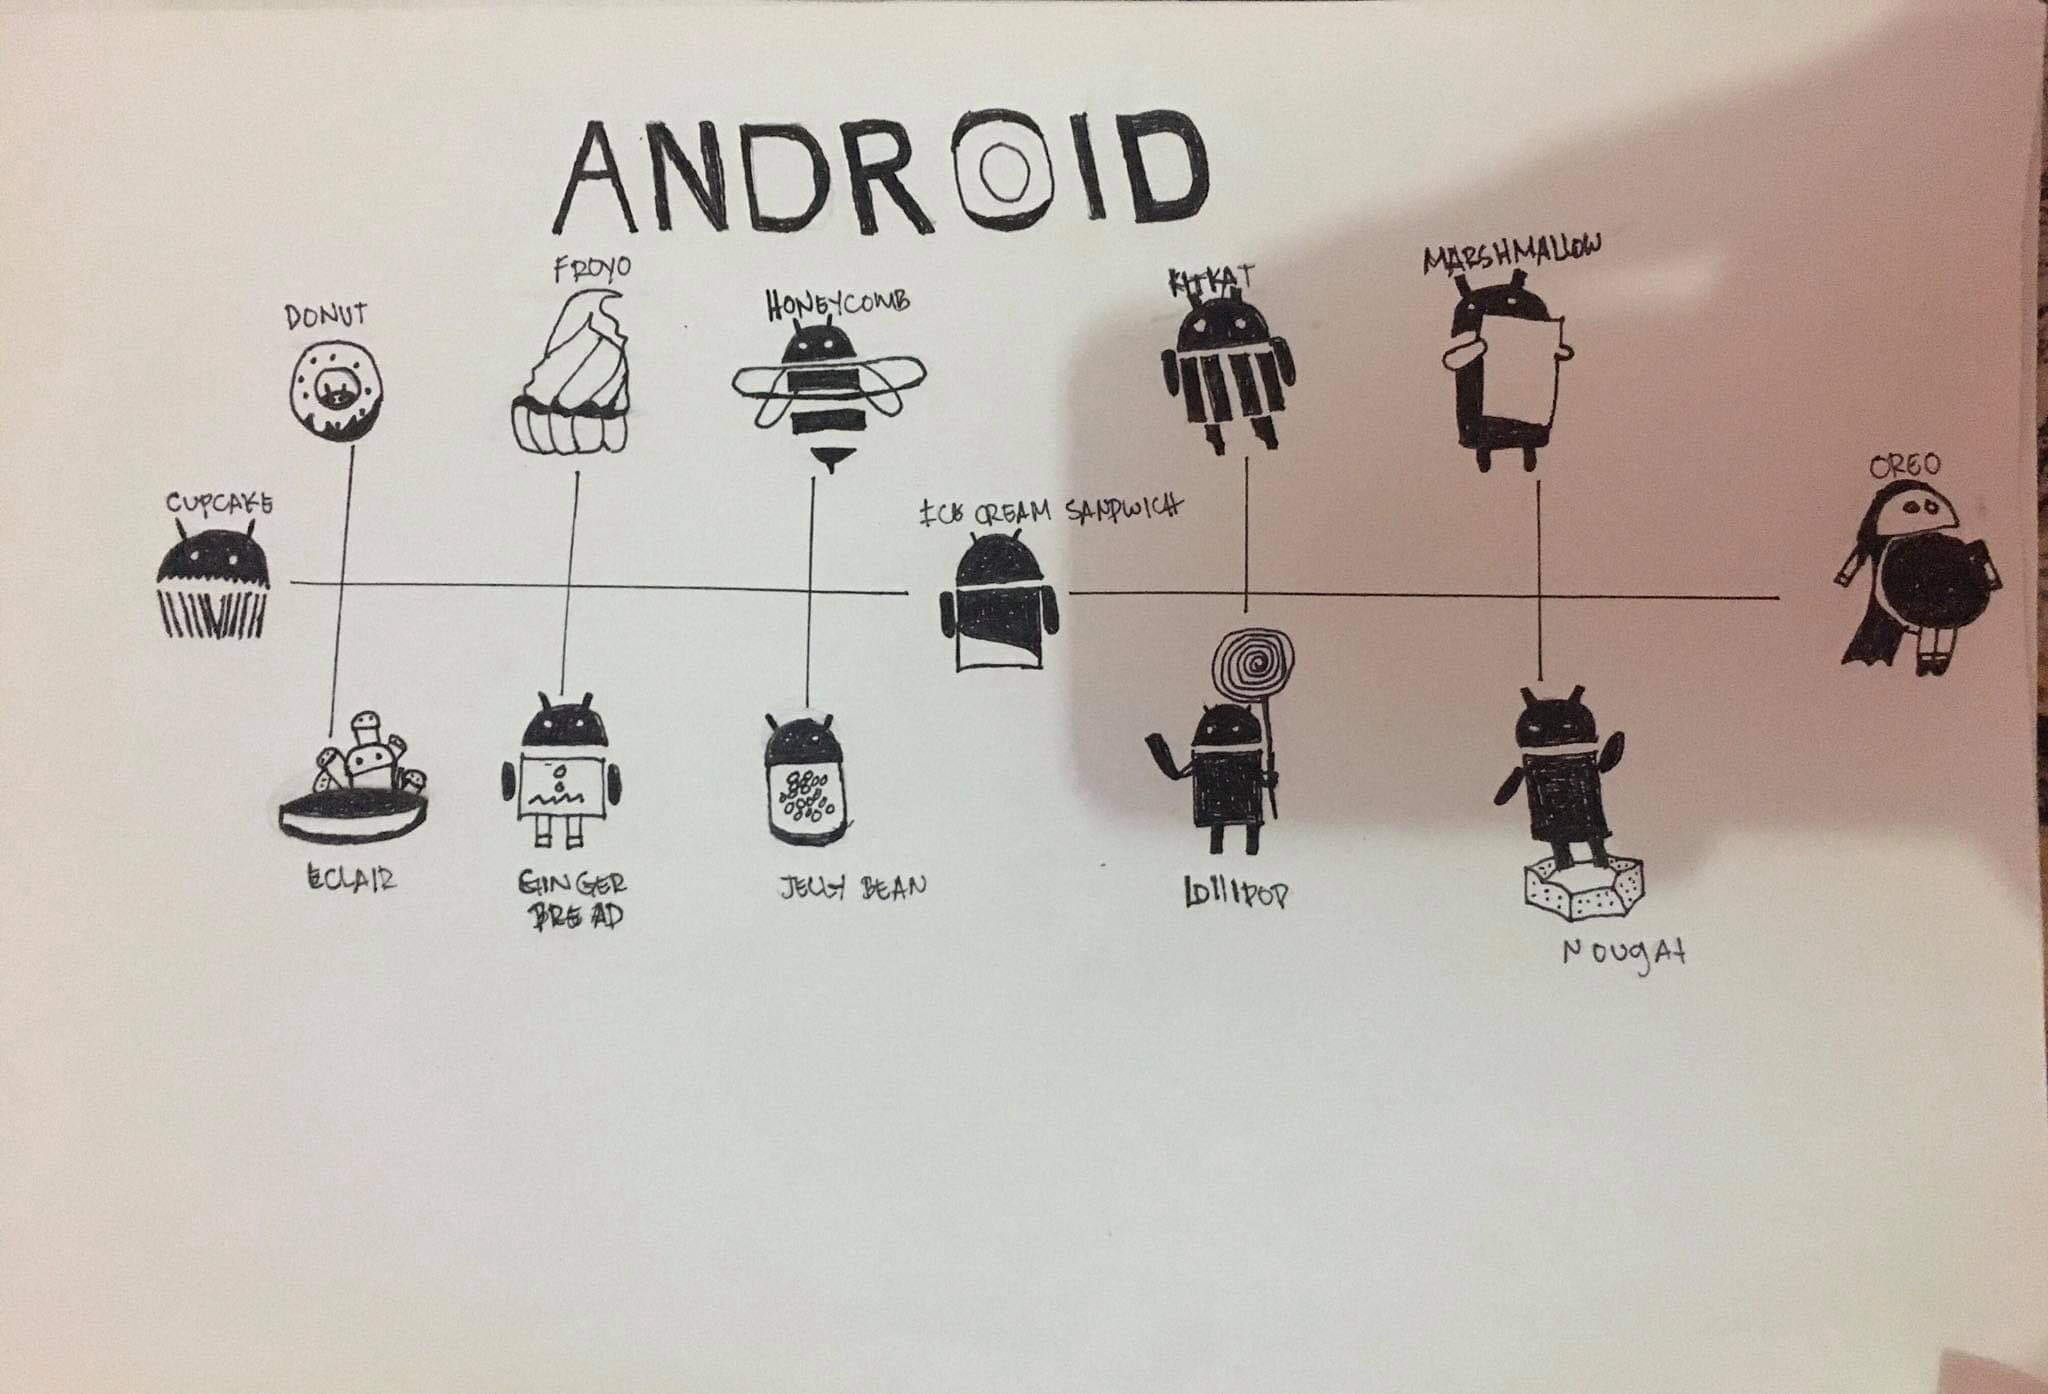 ANDROID
FROYO
DONUT
HONEYCOMB
KITKAT
MARSHMALLOW
OREO
CUPCAKE
ICE CREAM SANDWICH
ECLAIR
GINGER
BREAD
JELLY BEAN
LOllIPOP
NOUgAt